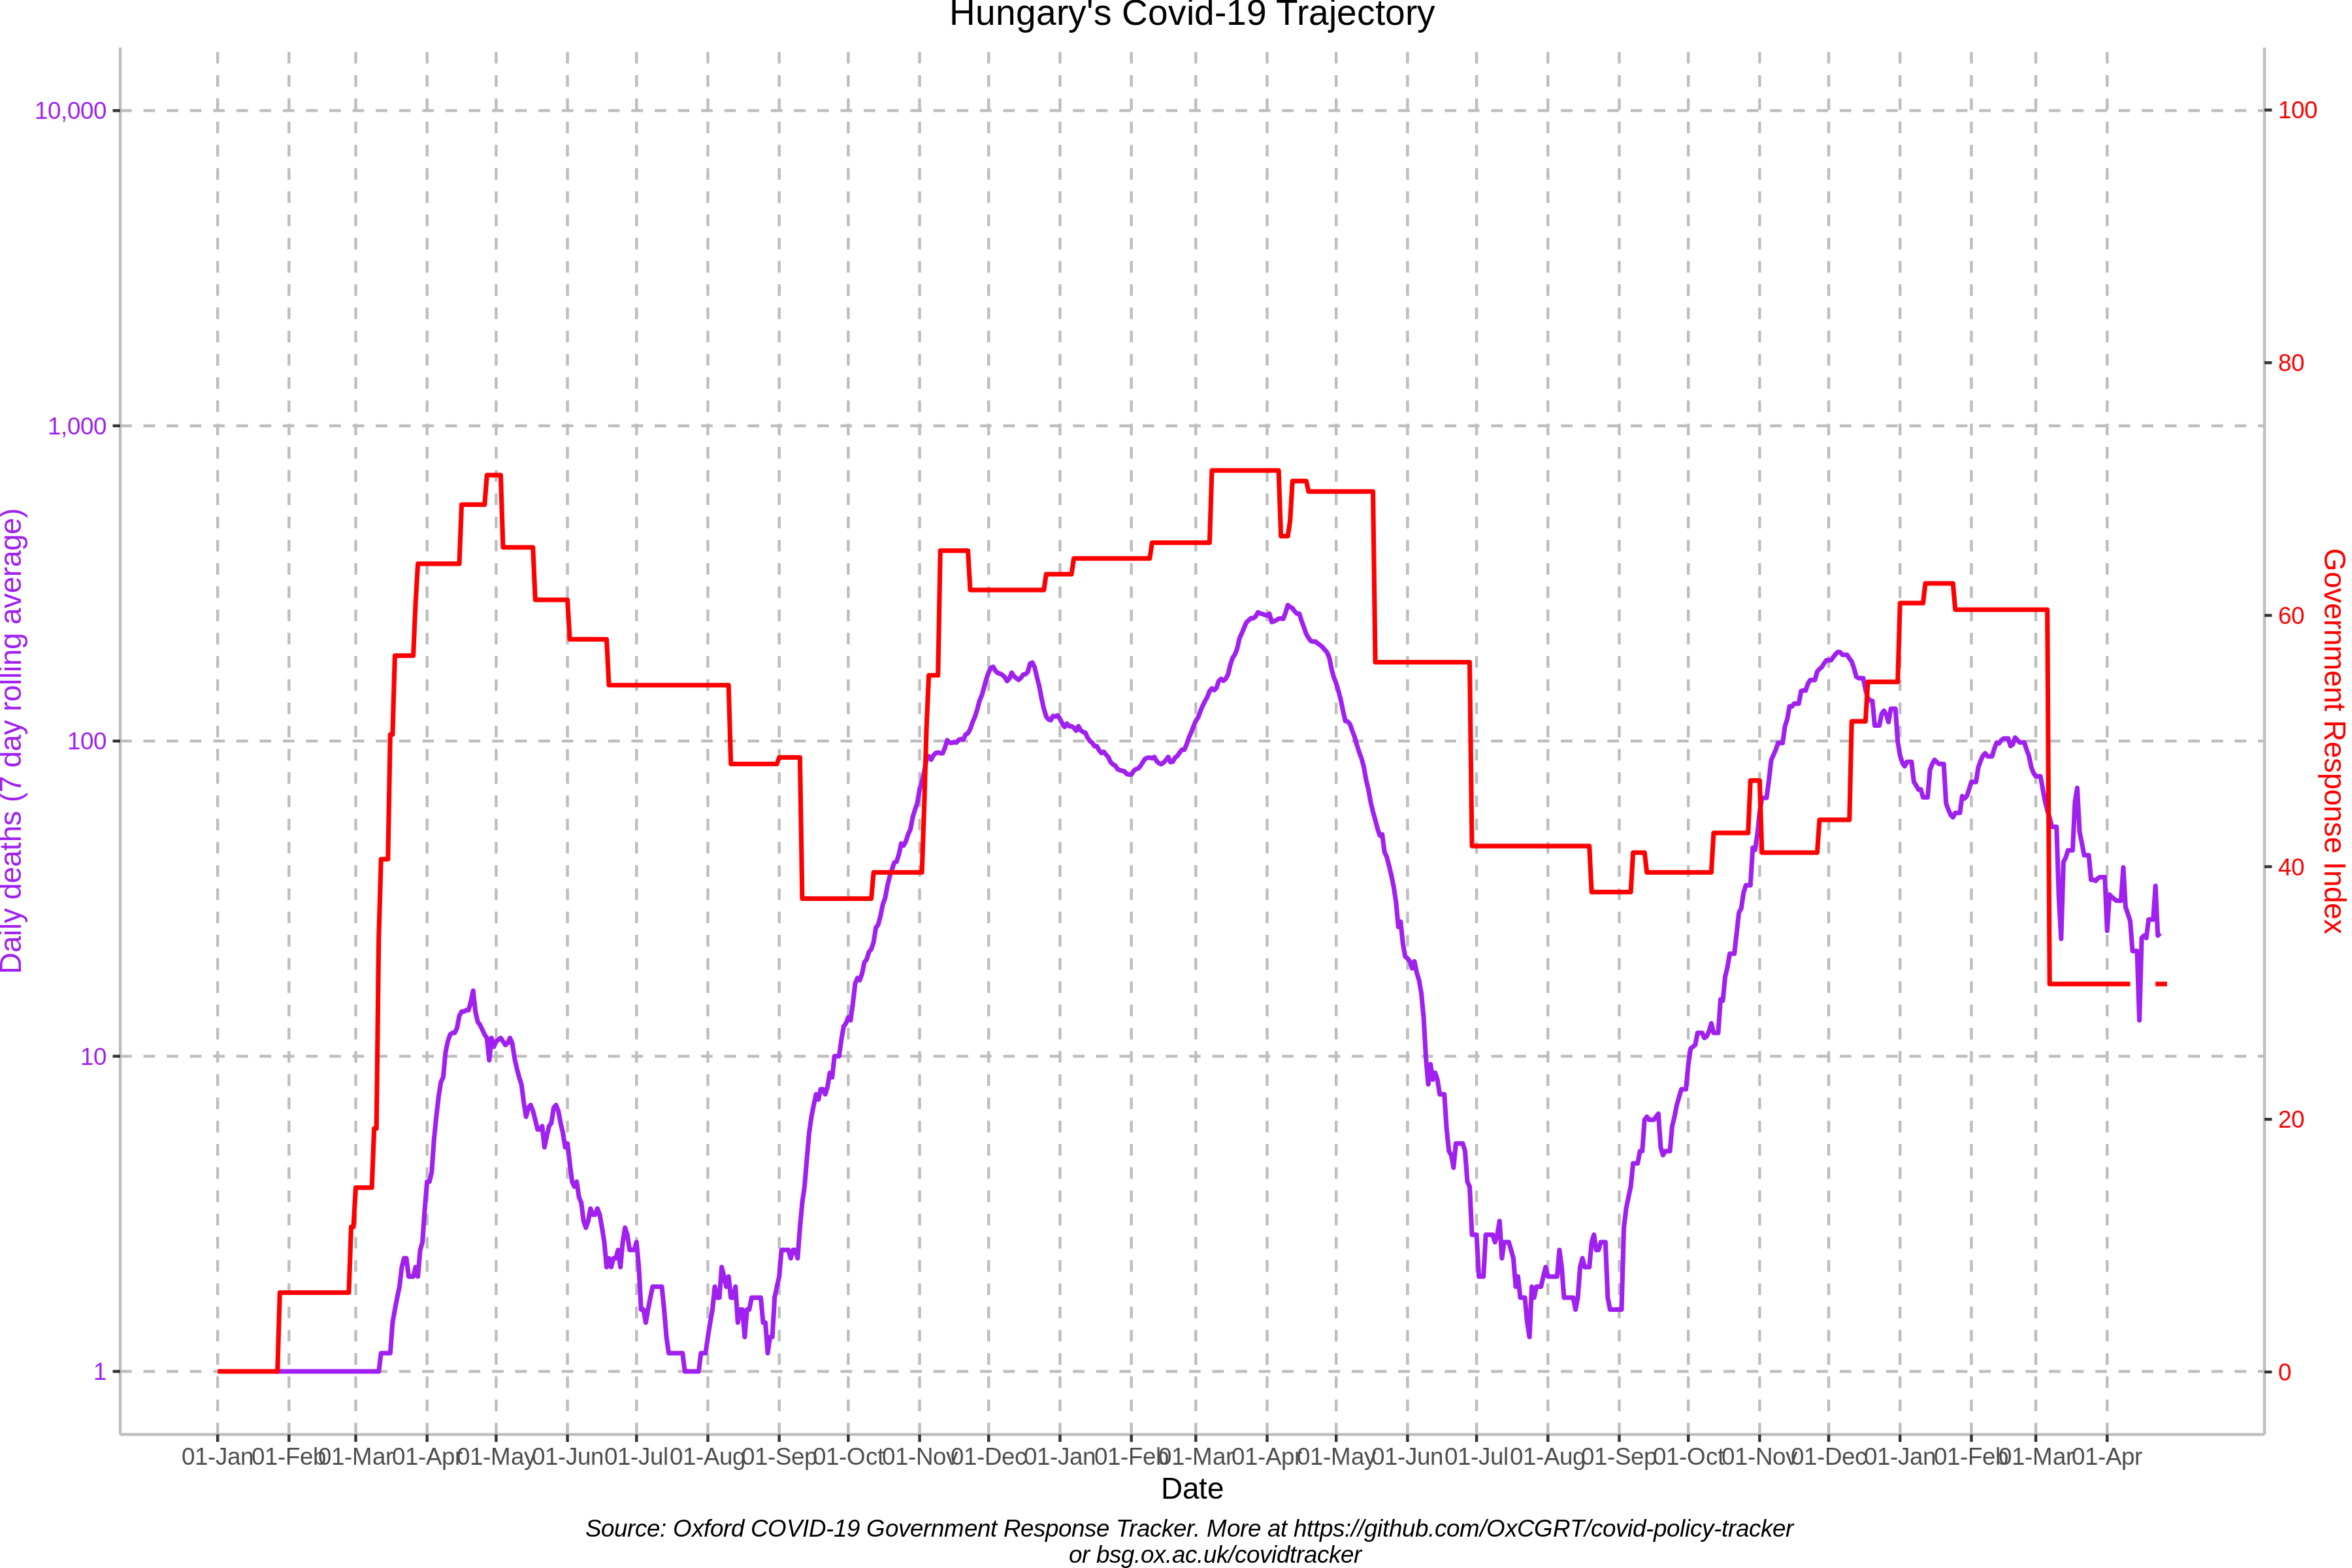 Hungary's Covid-19 Trajectory
10,000
1,000
100
10
1
Daily deaths (7 day rolling average)
100
80
60
40
20
0
Government Response Index
01-Jan 01-Feb 01-Mar 01-Apr 01-May 01-Jun 01-Jul 01-Aug 01-Sep 01-Oct 01-Nov 01-Dec 01-Jan 01-Feb 01-Mar 01-Apr 01-May 01-Jun 01-Jul 01-Aug 01-Sep 01-Oct 01-Nov 01-Dec 01-Jan 01-Feb 01-Mar 01-Apr
Date
Source: Oxford COVID-19 Government Response Tracker. More at https://github.com/OxCGRT/covid-policy-tracker
or bsg.ox.ac.uk/covidtracker